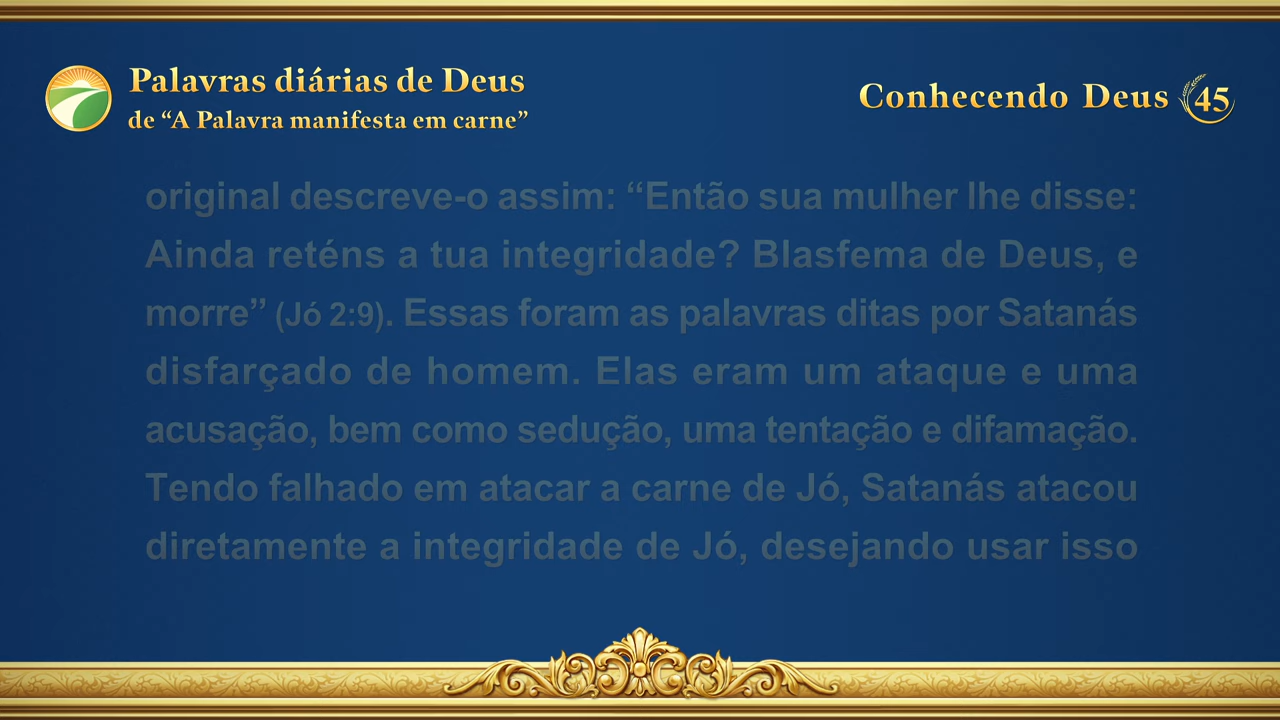 Palavras diárias de Deus
de “A Palavra manifesta em carne”
Conhecendo Deus 45
original descreve-o assim: “Então sua mulher lhe disse:
Ainda reténs a tua integridade? Blasfema de Deus, e
morre” (Jó 2:9). Essas foram as palavras ditas por Satanás
disfarçado de homem. Elas eram um ataque e uma
acusação, bem como sedução, uma tentação e difamação.
Tendo falhado em atacar a carne de Jó, Satanás atacou
diretamente a integridade de Jó, desejando usar isso